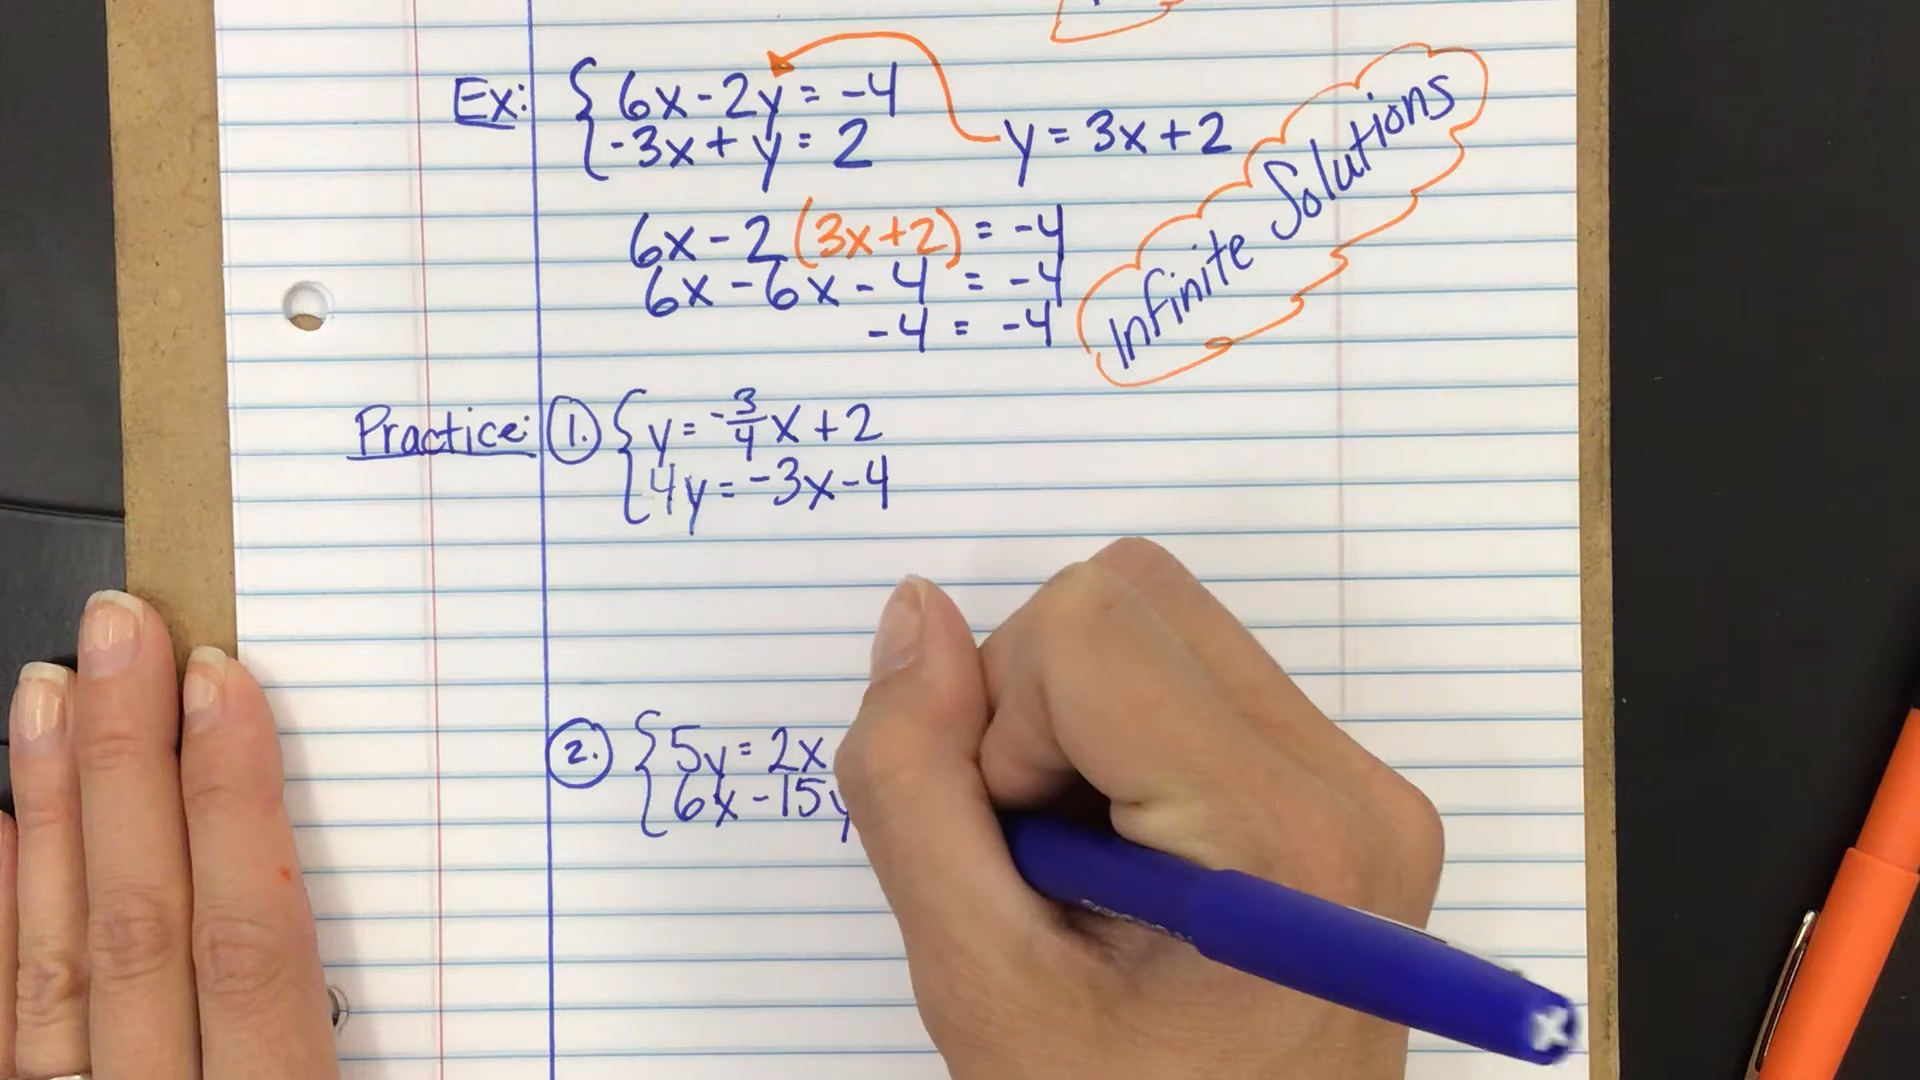 Ex: { 6x - 2y = -4
-3x + y = 2
y = 3x + 2
6x - 2 (3x+2) = -4
6x - 6x - 4 = -4
-4 = -4
Infinite Solutions
Practice: 1. { y = -3/4 x + 2
4y = -3x - 4
2. { 5y = 2x
6x - 15y